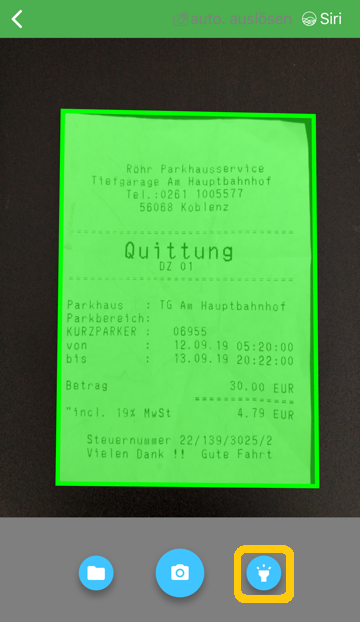 auto. auslösen Siri
Röhr Parkhausservice
Tiefgarage Am Hauptbahnhof
Tel.:0261 1005577
56068 Koblenz
Quittung
DZ 01
Parkhaus : TG Am Hauptbahnhof
Parkbereich:
KURZPARKER : 06955
von : 12.09.19 05:20:00
bis : 13.09.19 20:22:00
Betrag 30.00 EUR
"incl. 19% MwSt 4.79 EUR
Steuernummer 22/139/3025/2
Vielen Dank !! Gute Fahrt